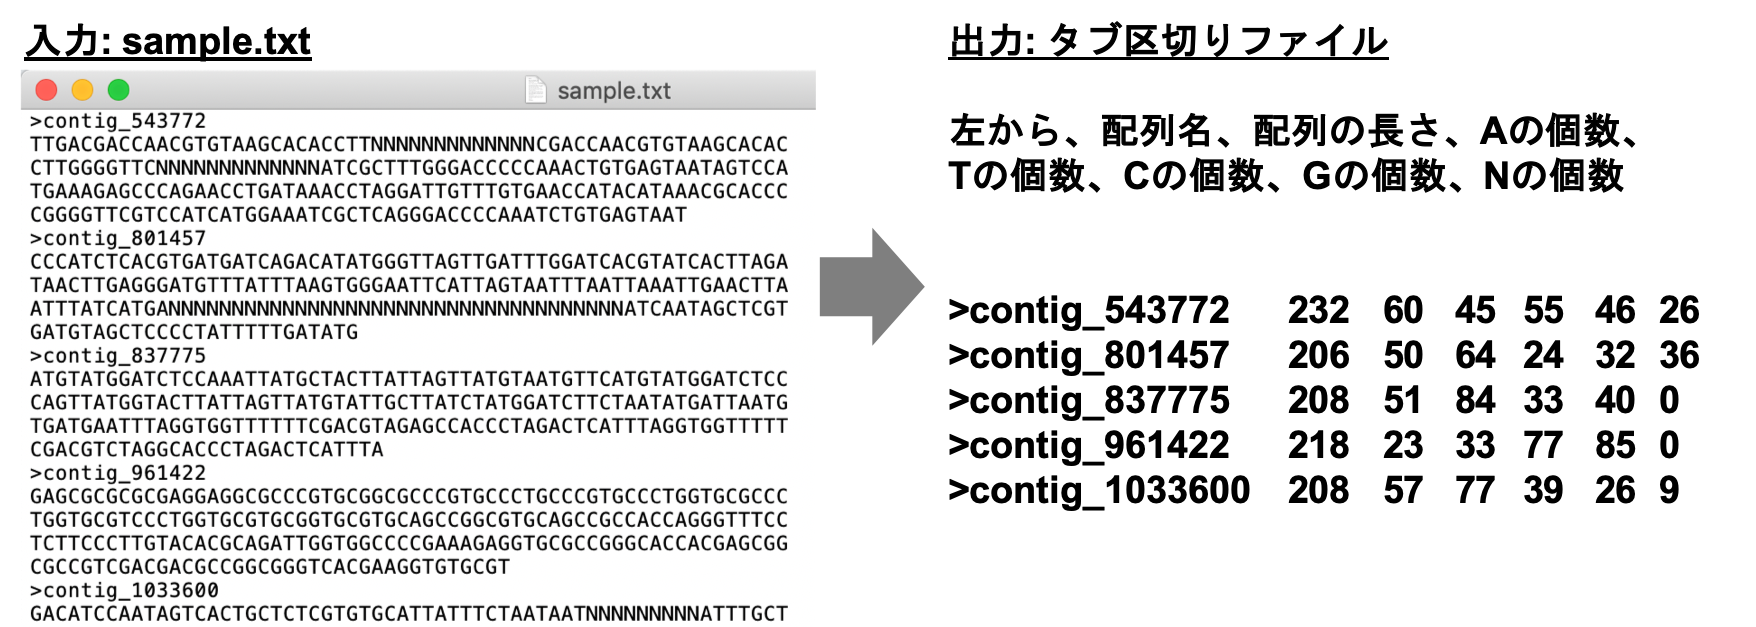 入力: sample.txt
sample.txt
>contig_543772
TTGACGACCAACGTGTAAGCACACCTTNNNNNNNNNNNNNCGACCAACGTGTAAGCACAC
CTTGGGGTTCNNNNNNNNNNNNNATCGCTTTGGGACCCCCAAACTGTGAGTAATAGTCCA
TGAAAGAGCCCAGAACCTGATAAACCTAGGATTGTTTGTGAACCATACATAAACGCACCC
CGGGGTTCGTCCATCATGGAAATCGCTCAGGGACCCCAAATCTGTGAGTAAT
>contig_801457
CCCATCTCACGTGATGATCAGACATATGGGTTAGTTGATTTGGATCACGTATCACTTAGA
TAACTTGAGGGATGTTTATTTAAGTGGGAATTCATTAGTAATTTAATTAAATTGAACTTA
ATTTATCATGANNNNNNNNNNNNNNNNNNNNNNNNNNNNNNNNNNNNATCAATAGCTCGT
GATGTAGCTCCCCTATTTTTGATATG
>contig_837775
ATGTATGGATCTCCAAATTATGCTACTTATTAGTTATGTAATGTTCATGTATGGATCTCC
CAGTTATGGTACTTATTAGTTATGTATTGCTTATCTATGGATCTTCTAATATGATTAATG
TGATGAATTTAGGTGGTTTTTTCGACGTAGAGCCACCCTAGACTCATTTAGGTGGTTTTT
CGACGTCTAGGCACCCTAGACTCATTTA
>contig_961422
GAGCGCGCGCGAGGAGGCGCCCGTGCGGCGCCCGTGCCCTGCCCGTGCCCTGGTGCGCCC
TGGTGCGTCCCTGGTGCGTGCGGTGCGTGCAGCCGGCGTGCAGCCGCCACCAGGGTTTCC
TCTTCCCTTGTACACGCAGATTGGTGGCCCCGAAAGAGGTGCGCCGGGCACCACGAGCGG
CGCCGTCGACGACGCCGGCGGGTCACGAAGGTGTGCGT
>contig_1033600
GACATCCAATAGTCACTGCTCTCGTGTGCATTATTTCTAATAATNNNNNNNNNATTTGCT
出力: タブ区切りファイル
左から、配列名、配列の長さ、Aの個数、
Tの個数、Cの個数、Gの個数、Nの個数
>contig_543772 232 60 45 55 46 26
>contig_801457 206 50 64 24 32 36
>contig_837775 208 51 84 33 40 0
>contig_961422 218 23 33 77 85 0
>contig_1033600 208 57 77 39 26 9